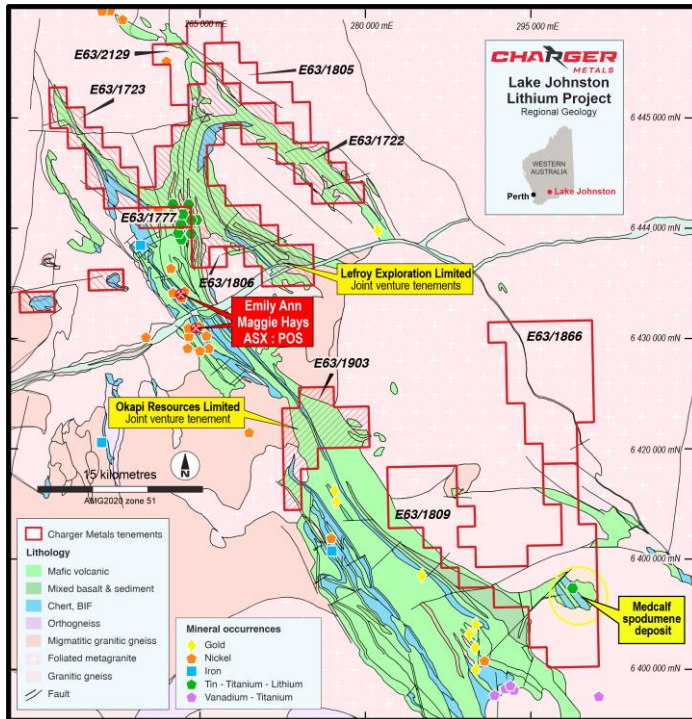 265 000 mE
280 000 mE
295 000 mE
CHARGER
METALS
Lake Johnston
Lithium Project
Regional Geology
WESTERN
AUSTRALIA
Perth
Lake Johnston
E63/2129
E63/1805
E63/1723
E63/1722
6 445 000 mN
E63/1777
6 444 000 mN
E63/1806
Lefroy Exploration Limited
Joint venture tenements
Emily Ann
Maggie Hays
ASX : POS
6 430 000 mN
E63/1866
E63/1903
Okapi Resources Limited
Joint venture tenement
6 420 000 mN
15 kilometres
N
AMG2020 zone 51
E63/1809
6 400 000 mN
Medcalf
spodumene
deposit
6 400 000 mN
Charger Metals tenements
Lithology
Mafic volcanic
Mixed basalt & sediment
Chert, BIF
Orthogneiss
Migmatitic granitic gneiss
Foliated metagranite
Granitic gneiss
Fault
Mineral occurrences
Gold
Nickel
Iron
Tin - Titanium - Lithium
Vanadium - Titanium